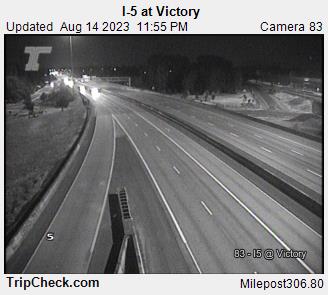 I-5 at Victory
Updated Aug 14 2023 11:55 PM Camera 83
T
S
83 - I5 @ Victory
TripCheck.com Milepost306.80